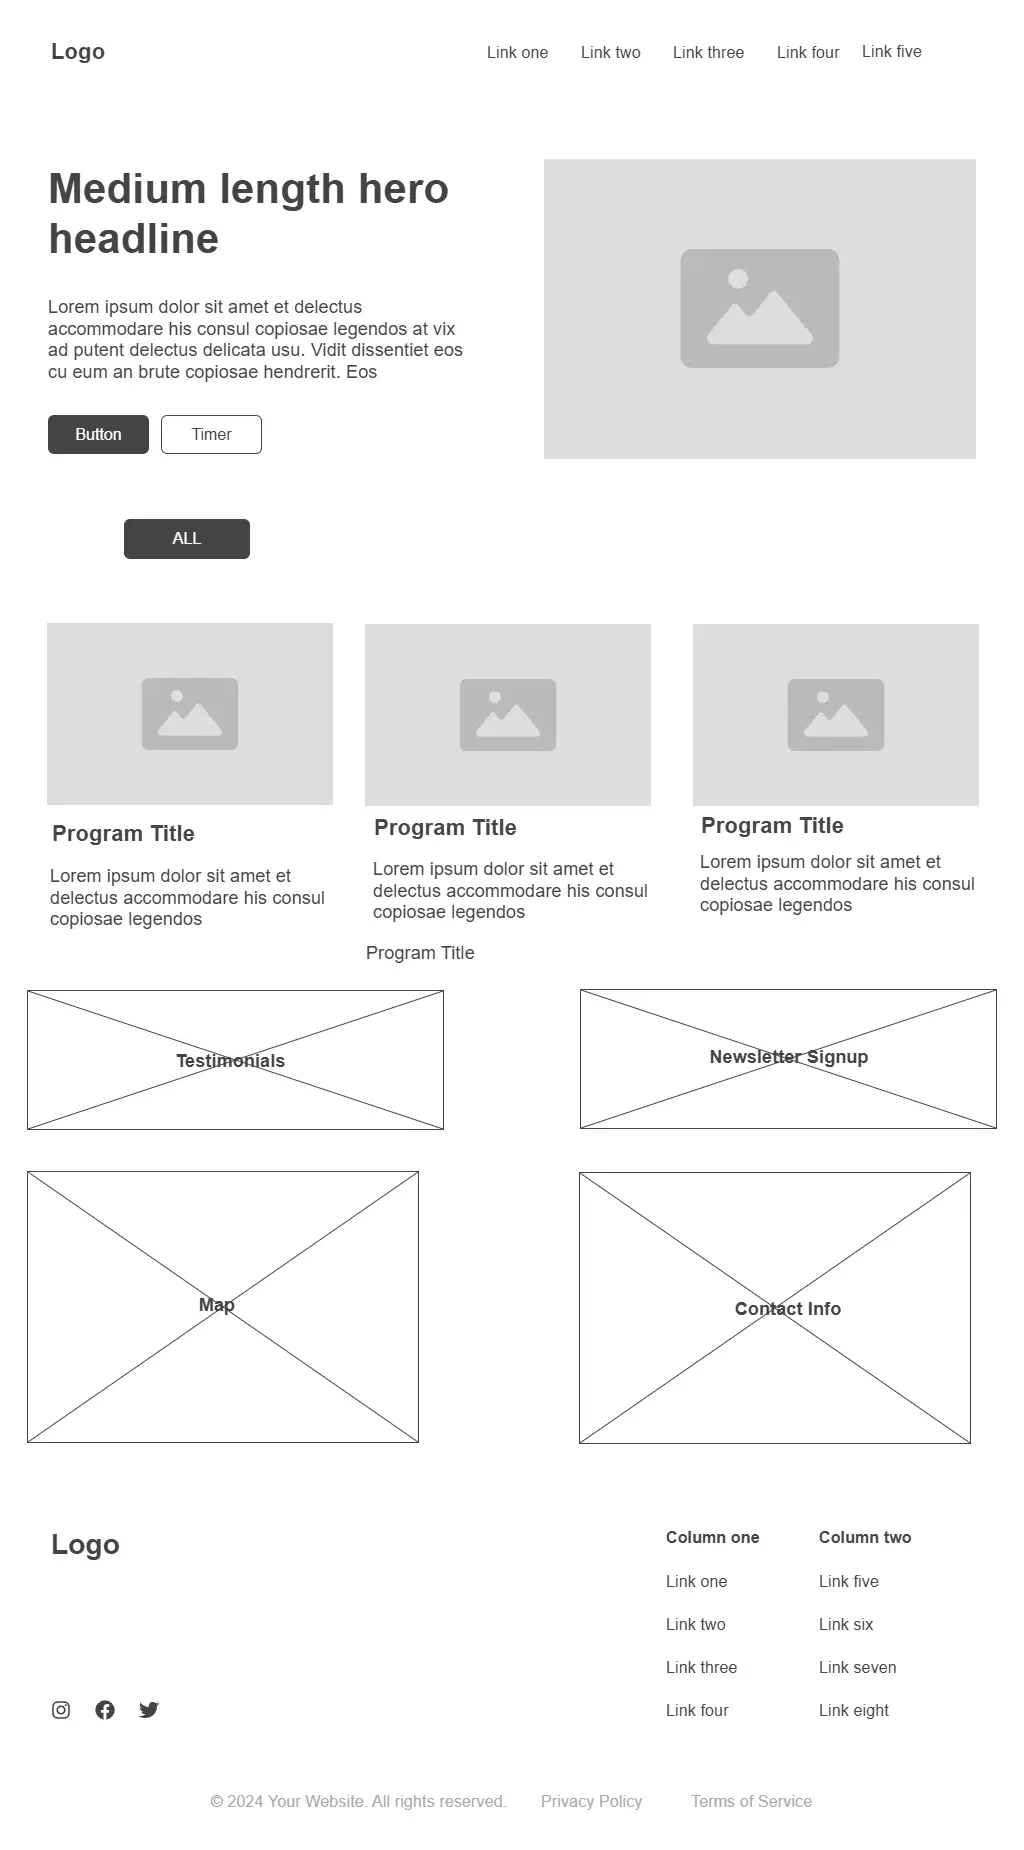 Logo
Link one
Link two
Link three
Link four
Link five
Medium length hero
headline
Lorem ipsum dolor sit amet et delectus
accommodare his consul copiosae legendos at vix
ad putent delectus delicata usu. Vidit dissentiet eos
cu eum an brute copiosae hendrerit. Eos
Button
Timer
ALL
Program Title
Lorem ipsum dolor sit amet et
delectus accommodare his consul
copiosae legendos
Program Title
Lorem ipsum dolor sit amet et
delectus accommodare his consul
copiosae legendos
Program Title
Program Title
Lorem ipsum dolor sit amet et
delectus accommodare his consul
copiosae legendos
Testimonials
Newsletter Signup
Map
Contact Info
Logo
Column one
Link one
Link two
Link three
Link four
Column two
Link five
Link six
Link seven
Link eight
© 2024 Your Website. All rights reserved.
Privacy Policy
Terms of Service